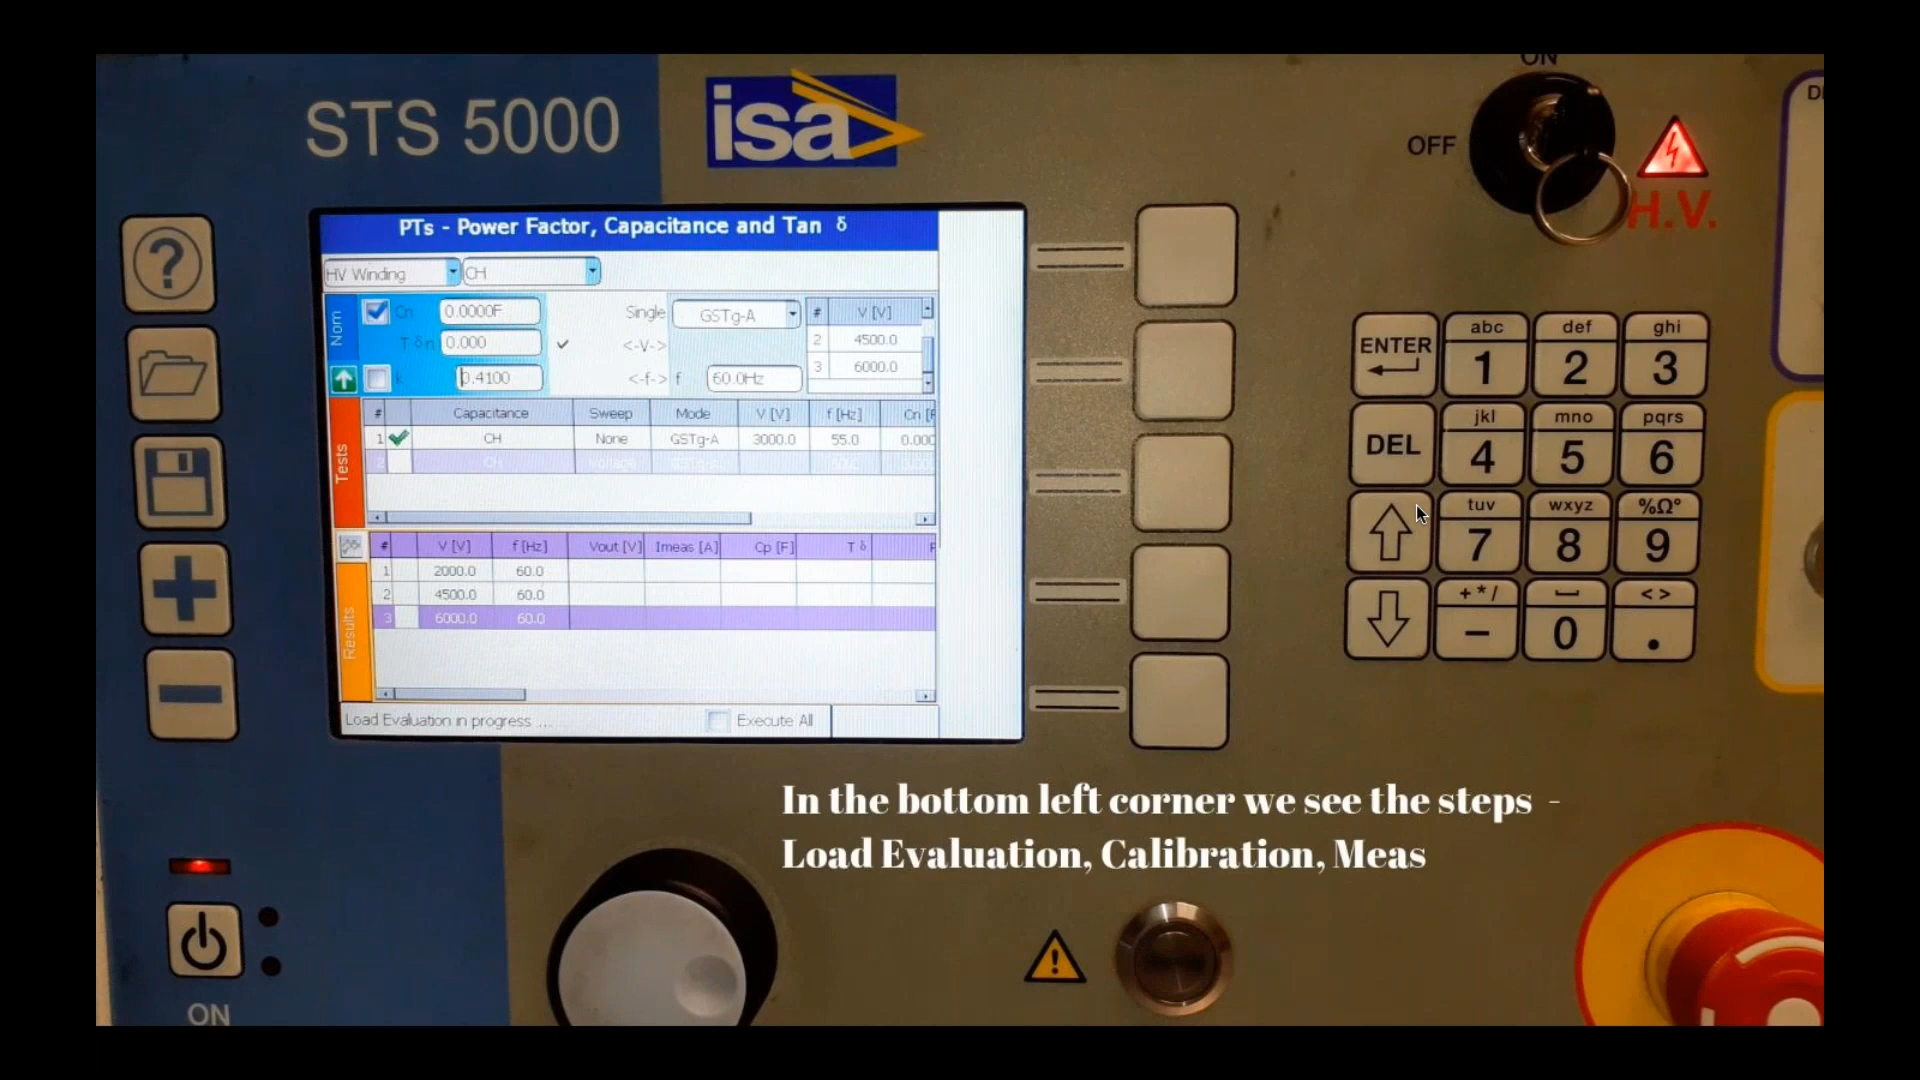 ON
STS 5000
isa
OFF
H.V.
PTs - Power Factor, Capacitance and Tan δ
HV Winding CH
Nom
Cn 0.0000F Single GSTg-A # V [V]
T δn 0.000 <-V-> 2 4500.0
k 0.4100 <-f-> f 60.0Hz 3 6000.0
Tests
# Capacitance Sweep Mode V [V] f [Hz] Cn [F
1 CH None GSTg-A 3000.0 55.0 0.000
2 CH Voltage GSTg-A
Results
# V [V] f [Hz] Vout [V] Imeas [A] Cp [F] T δ
1 2000.0 60.0
2 4500.0 60.0
3 6000.0 60.0
Load Evaluation in progress ... Execute All
ENTER abc 1 def 2 ghi 3
DEL jkl 4 mno 5 pqrs 6
tuv 7 wxyz 8 %Ω° 9
+ * / - 0 < > .
In the bottom left corner we see the steps -
Load Evaluation, Calibration, Meas
ON